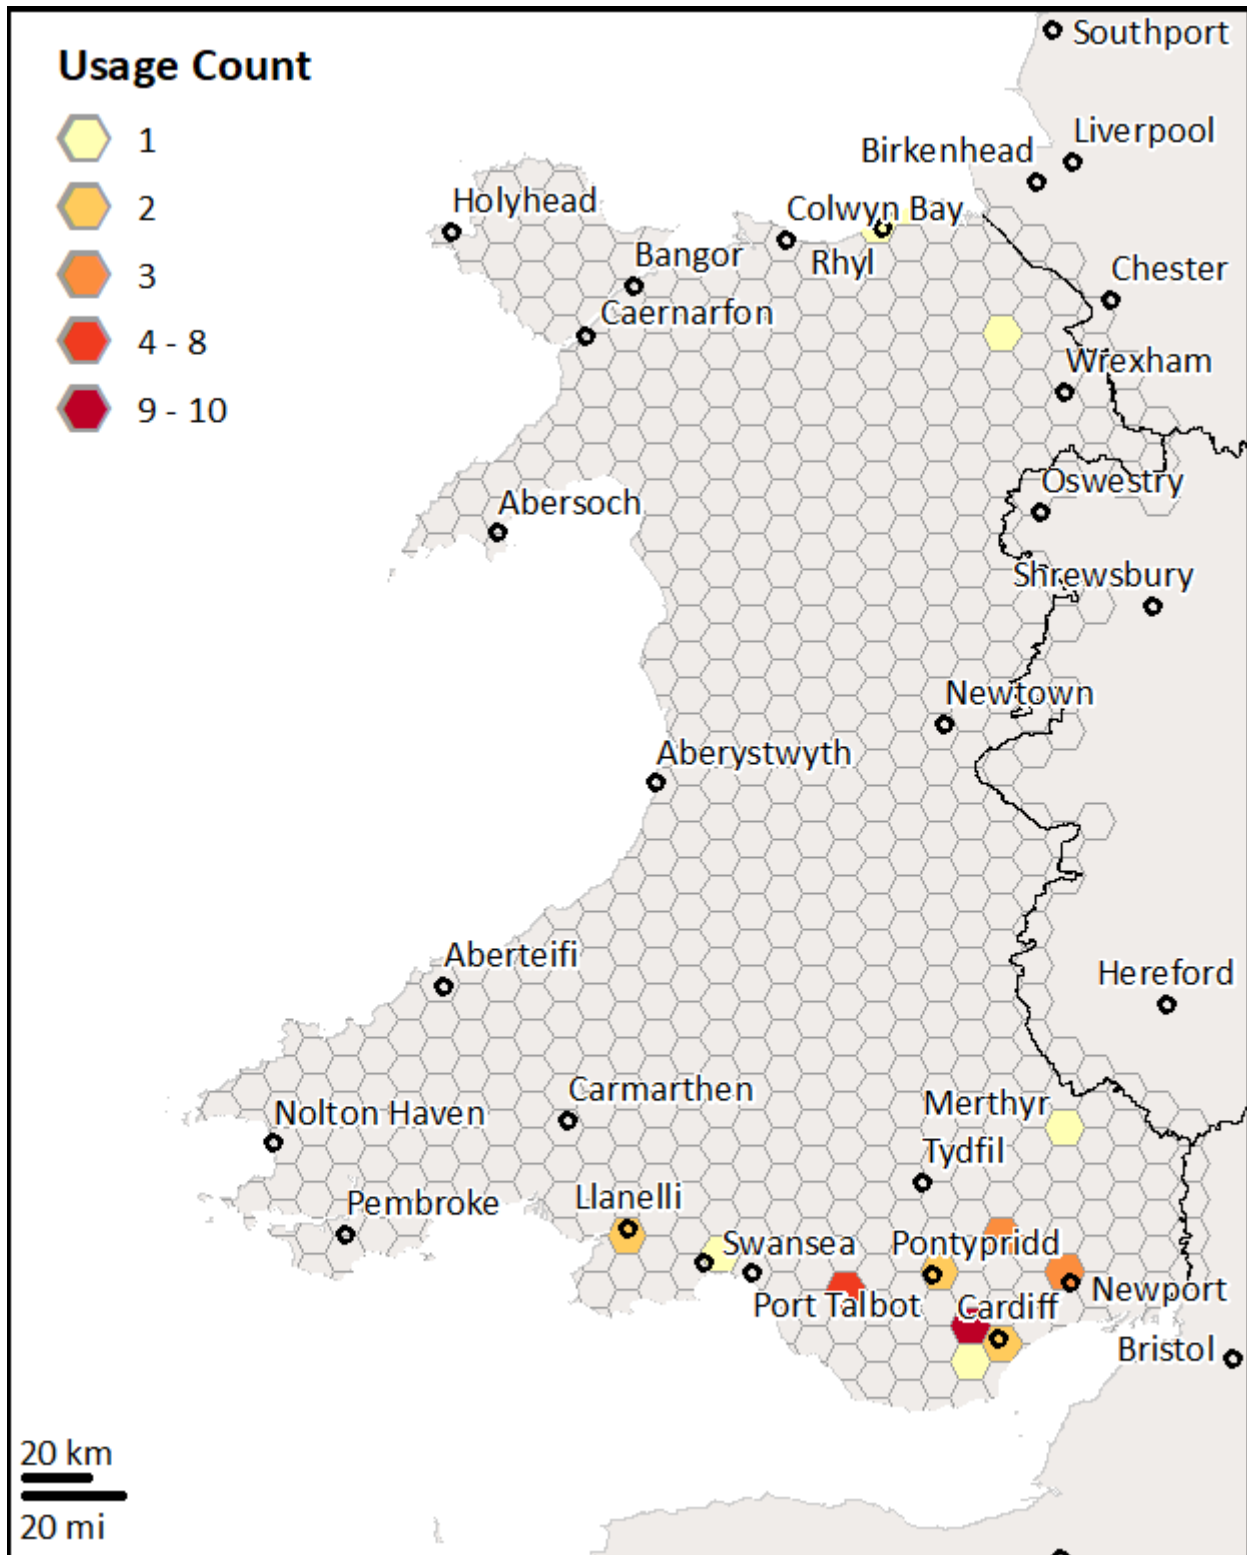 Usage Count
1
2
3
4 - 8
9 - 10
Southport
Liverpool
Birkenhead
Holyhead
Colwyn Bay
Bangor
Rhyl
Chester
Caernarfon
Wrexham
Oswestry
Abersoch
Shrewsbury
Newtown
Aberystwyth
Aberteifi
Hereford
Carmarthen
Merthyr
Tydfil
Nolton Haven
Pembroke
Llanelli
Swansea
Pontypridd
Port Talbot
Cardiff
Newport
Bristol
20 km
20 mi